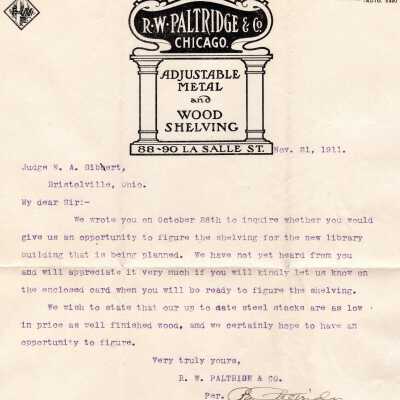 R.W. PALTRIDGE & CO.
CHICAGO.
ADJUSTABLE
METAL
and
WOOD
SHELVING
88-90 LA SALLE ST.
Nov. 21, 1911.
Judge W. A. Sibbert,
Bristolville, Ohio.
My dear Sir:-
We wrote you on October 28th to inquire whether you would
give us an opportunity to figure the shelving for the new library
building that is being planned. We have not yet heard from you
and will appreciate it very much if you will kindly let us know on
the enclosed card when you will be ready to figure the shelving.
We wish to state that our up to date steel stacks are as low
in price as well finished wood, and we certainly hope to have an
opportunity to figure.
Very truly yours,
R. W. PALTRIDGE & CO.
Per.